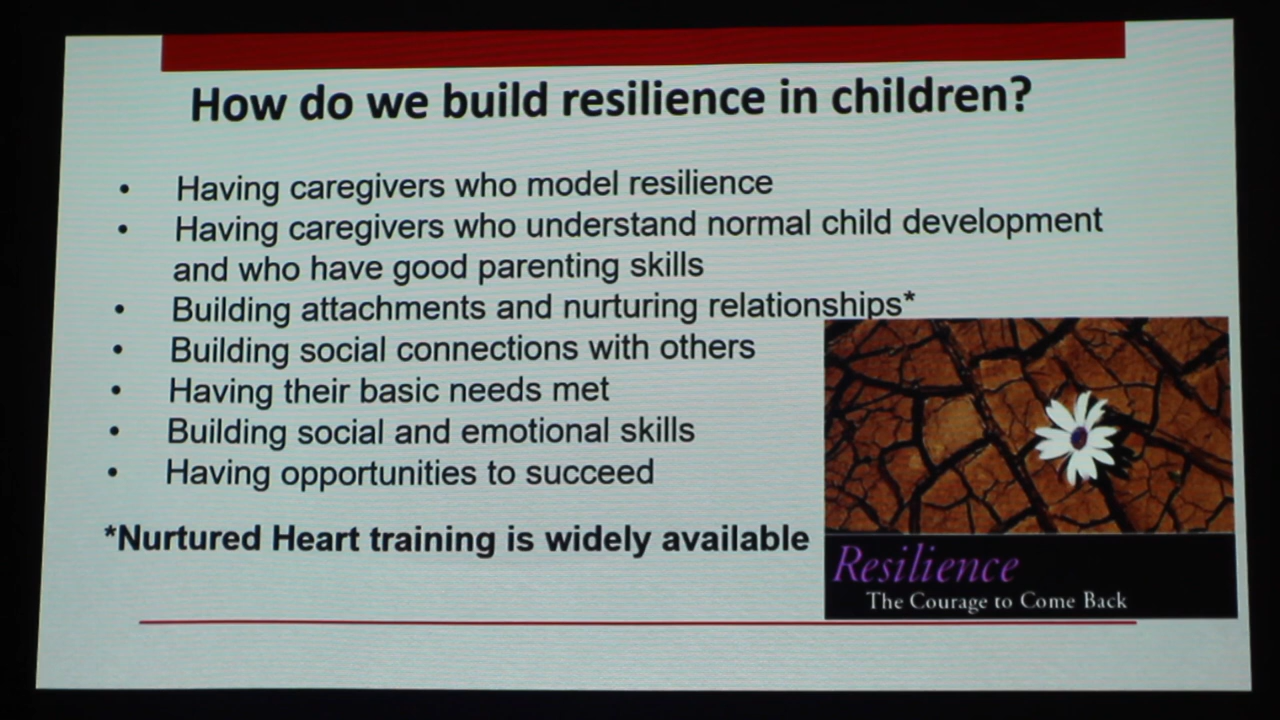 How do we build resilience in children?
• Having caregivers who model resilience
• Having caregivers who understand normal child development
and who have good parenting skills
• Building attachments and nurturing relationships*
• Building social connections with others
• Having their basic needs met
• Building social and emotional skills
• Having opportunities to succeed
*Nurtured Heart training is widely available
Resilience
The Courage to Come Back